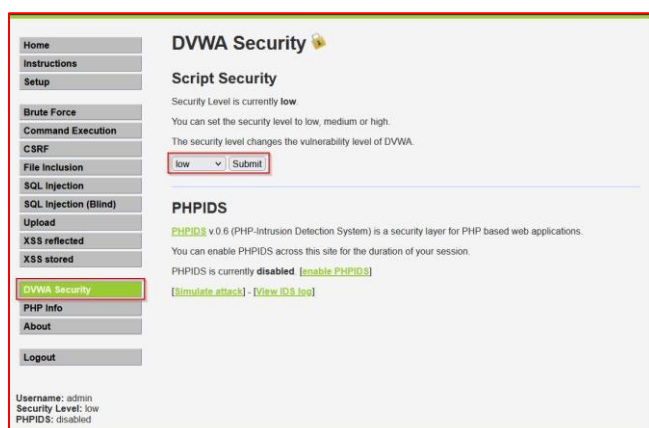 Home
Instructions
Setup
Brute Force
Command Execution
CSRF
File Inclusion
SQL Injection
SQL Injection (Blind)
Upload
XSS reflected
XSS stored
DVWA Security
PHP Info
About
Logout
Username: admin
Security Level: low
PHPIDS: disabled
DVWA Security
Script Security
Security Level is currently low.
You can set the security level to low, medium or high.
The security level changes the vulnerability level of DVWA.
low Submit
PHPIDS
PHPIDS v.0.6 (PHP-Intrusion Detection System) is a security layer for PHP based web applications.
You can enable PHPIDS across this site for the duration of your session.
PHPIDS is currently disabled. [enable PHPIDS]
[Simulate attack] - [View IDS log]